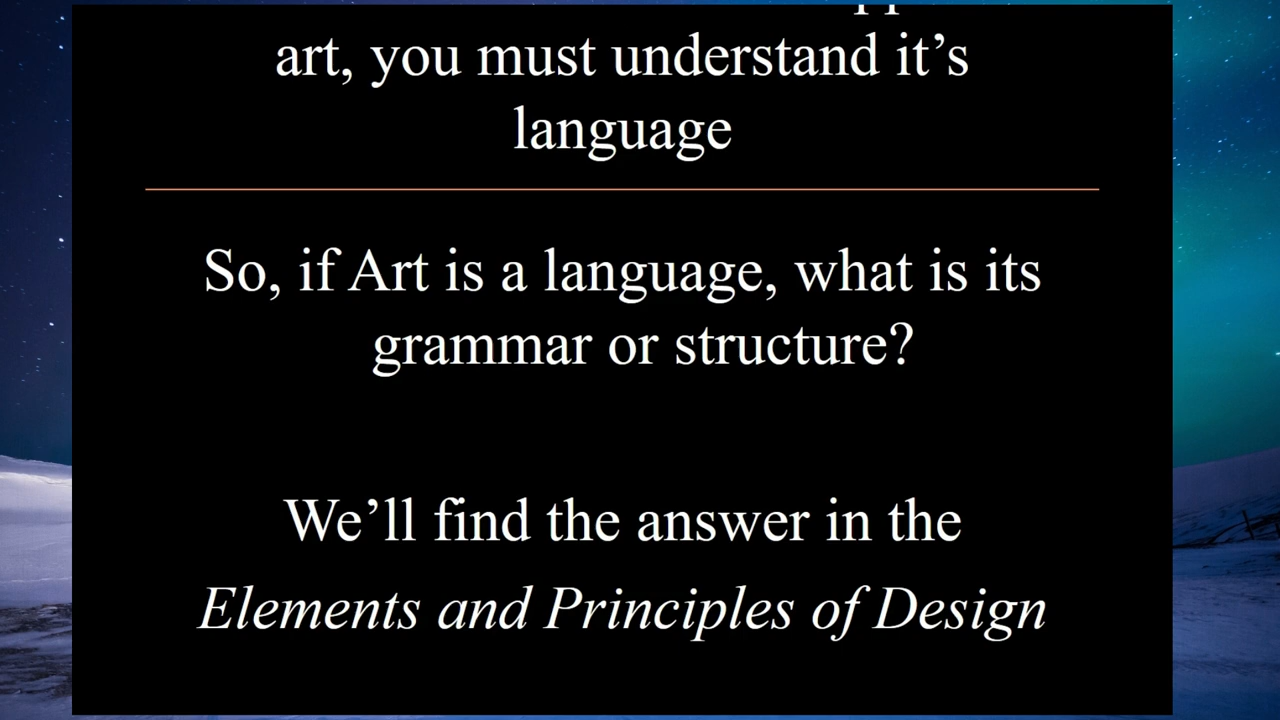 art, you must understand it’s
language
So, if Art is a language, what is its
grammar or structure?
We’ll find the answer in the
Elements and Principles of Design